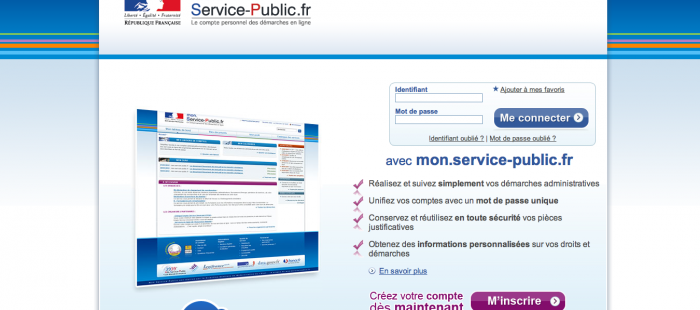 Liberté • Égalité • Fraternité
RÉPUBLIQUE FRANÇAISE
Service-Public.fr
Le compte personnel des démarches en ligne
Identifiant
Ajouter à mes favoris
Mot de passe
Me connecter
Identifiant oublié ? | Mot de passe oublié ?
avec mon.service-public.fr
Réalisez et suivez simplement vos démarches administratives
Unifiez vos comptes avec un mot de passe unique
Conservez et réutilisez en toute sécurité vos pièces
justificatives
Obtenez des informations personnalisées sur vos droits et
démarches
En savoir plus
Créez votre compte
dès maintenant
M'inscrire
mon.
Service-Public.fr